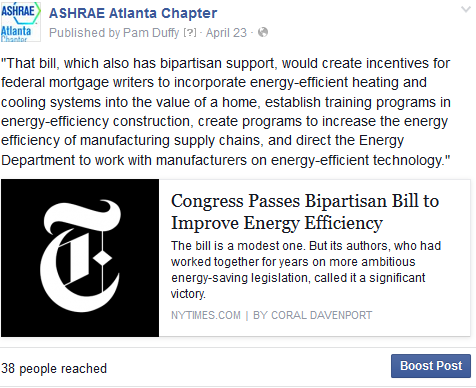 ASHRAE
Atlanta
Chapter
ASHRAE Atlanta Chapter
Published by Pam Duffy [?] · April 23 ·
"That bill, which also has bipartisan support, would create incentives for
federal mortgage writers to incorporate energy-efficient heating and
cooling systems into the value of a home, establish training programs in
energy-efficiency construction, create programs to increase the energy
efficiency of manufacturing supply chains, and direct the Energy
Department to work with manufacturers on energy-efficient technology."
T
Congress Passes Bipartisan Bill to
Improve Energy Efficiency
The bill is a modest one. But its authors, who had
worked together for years on more ambitious
energy-saving legislation, called it a significant
victory.
NYTIMES.COM | BY CORAL DAVENPORT
38 people reached
Boost Post